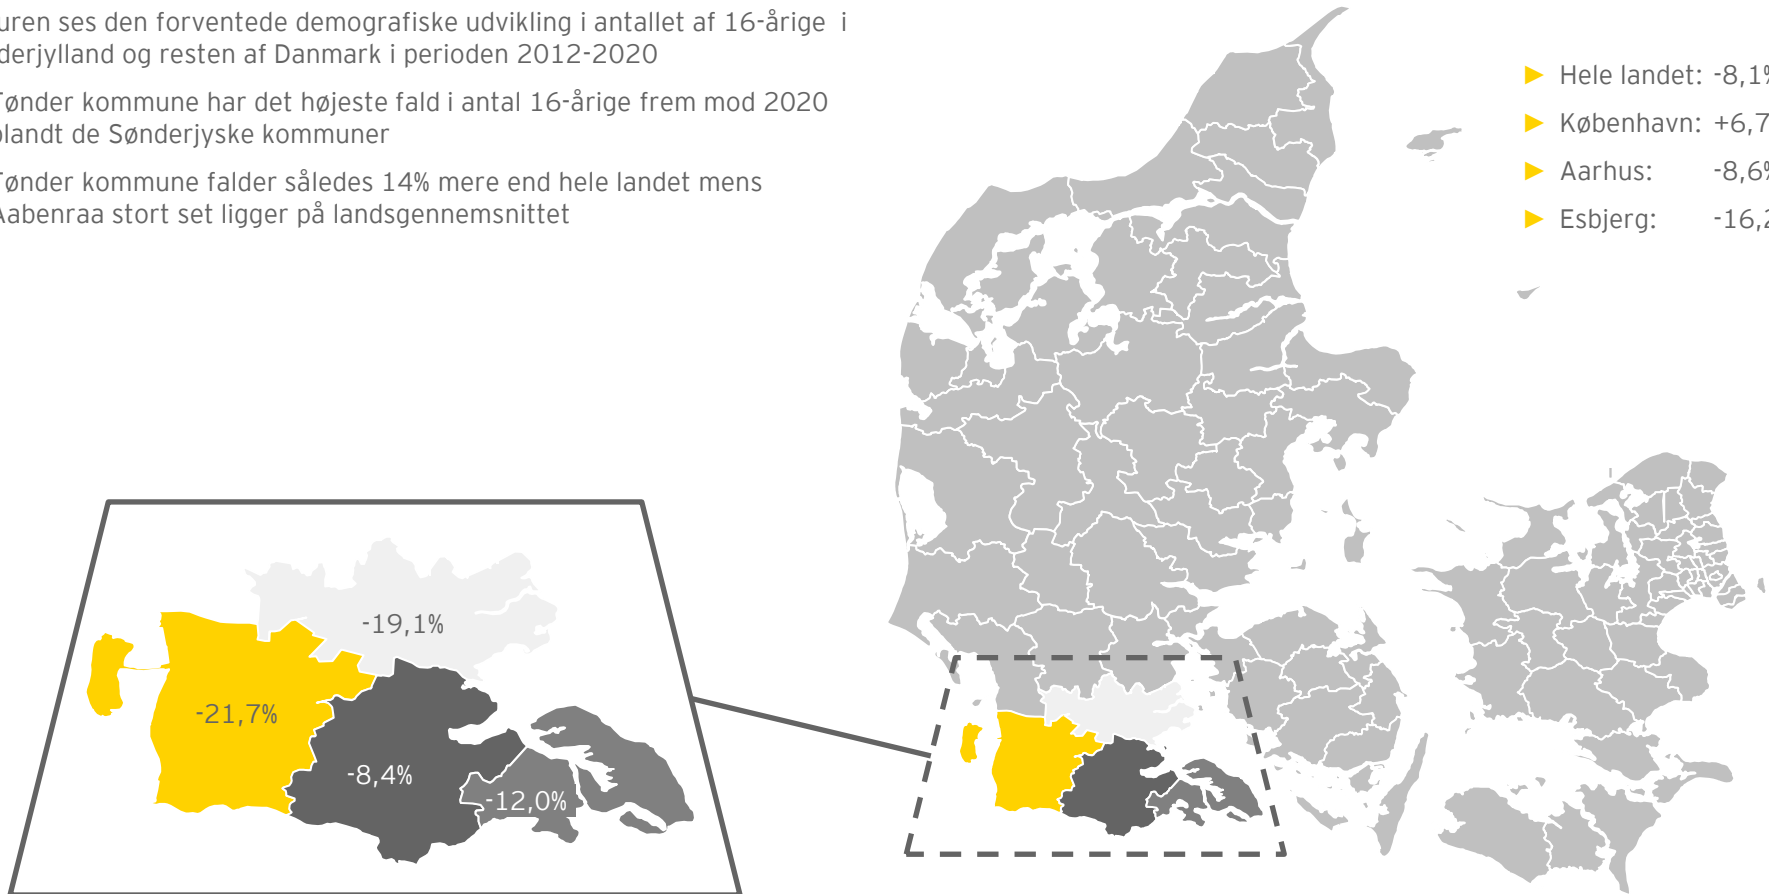 uren ses den forventede demografiske udvikling i antallet af 16-årige i
derjylland og resten af Danmark i perioden 2012-2020
Tønder kommune har det højeste fald i antal 16-årige frem mod 2020
blandt de Sønderjyske kommuner
Tønder kommune falder således 14% mere end hele landet mens
Aabenraa stort set ligger på landsgennemsnittet
Hele landet: -8,1%
København: +6,7
Aarhus: -8,6%
Esbjerg: -16,2
-19,1%
-21,7%
-8,4%
-12,0%